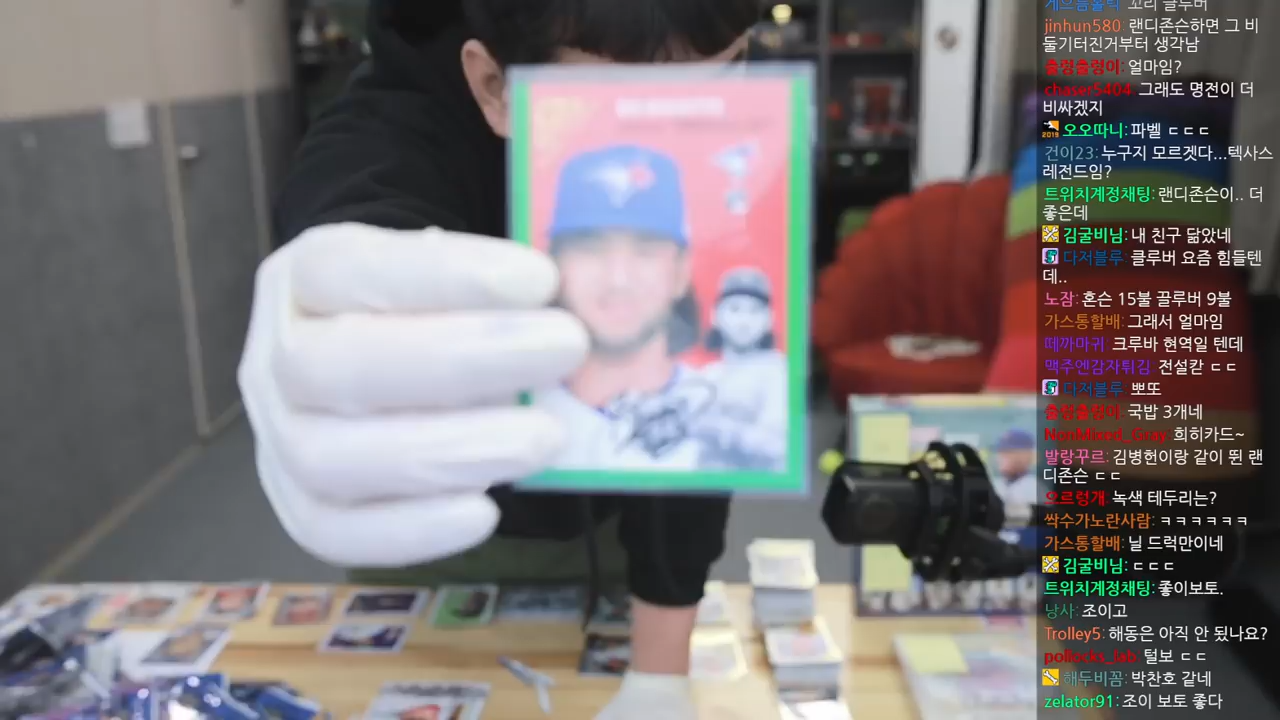 게으름홀릭: 꼬리 클루버
jinhun580: 랜디존슨하면 그 비
둘기터진거부터 생각남
출렁출렁이: 얼마임?
chaser5404: 그래도 명전이 더
비싸겠지
2019 오오따니: 파벨 ㄷㄷㄷ
건이23: 누구지 모르겟다...텍사스
레전드임?
트위치계정채팅: 랜디존슨이.. 더
좋은데
김굴비님: 내 친구 닮았네
다저블루: 클루버 요즘 힘들텐
데..
노잠: 혼슨 15불 끌루버 9불
가스통할배: 그래서 얼마임
떼까마귀: 크루바 현역일 텐데
맥주엔감자튀김: 전설칸 ㄷㄷ
다저블루: 뽀또
출렁출렁이: 국밥 3개네
NonMixed_Gray: 희히카드~
발랑꾸르: 김병헌이랑 같이 뛴 랜
디존슨 ㄷㄷ
오르렁개: 녹색 테두리는?
싹수가노란사람: ㅋㅋㅋㅋㅋㅋ
가스통할배: 닐 드럭만이네
김굴비님: ㄷㄷㄷ
트위치계정채팅: 좋이보토.
낭사: 조이고
Trolley5: 해동은 아직 안 됬나요?
pollocks_lab: 털보 ㄷㄷ
해두비꼼: 박찬호 같네
zelator91: 조이 보토 좋다